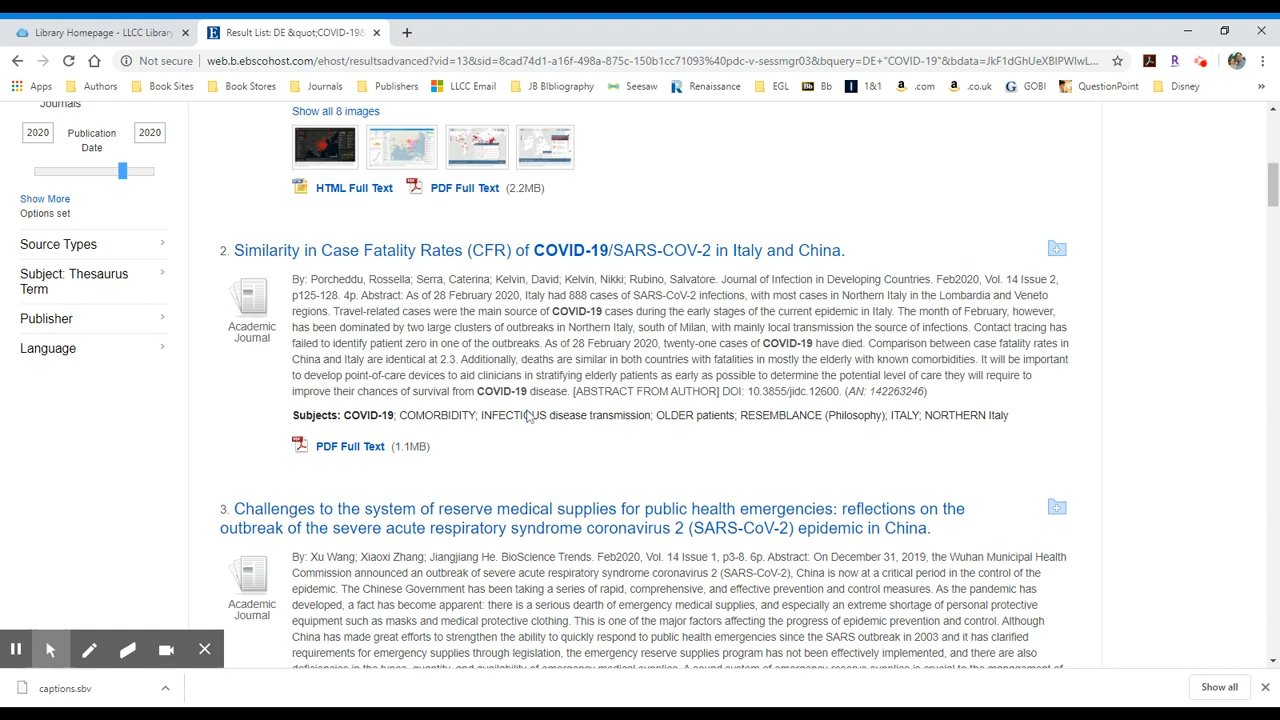 Library Homepage - LLCC Library
Result List: DE &quot;COVID-19&
Not secure
web.b.ebscohost.com/ehost/resultsadvanced?vid=13&sid=8cad74d1-a16f-498a-875c-150b1cc71093%40pdc-v-sessmgr03&bquery=DE+"COVID-19"&bdata=JkF1dGhUeXBlPWlwL...
Apps Authors Book Sites Book Stores Journals Publishers LLCC Email JB BIbliography Seesaw Renaissance EGL Bb 1&1 .com .co.uk GOBI QuestionPoint Disney »
Journals
2020 Publication Date 2020
Show More
Options set
Source Types
Subject: Thesaurus
Term
Publisher
Language
Show all 8 images
HTML Full Text PDF Full Text (2.2MB)
2. Similarity in Case Fatality Rates (CFR) of COVID-19/SARS-COV-2 in Italy and China.
Academic
Journal
By: Porcheddu, Rossella; Serra, Caterina; Kelvin, David; Kelvin, Nikki; Rubino, Salvatore. Journal of Infection in Developing Countries. Feb2020, Vol. 14 Issue 2,
p125-128. 4p. Abstract: As of 28 February 2020, Italy had 888 cases of SARS-CoV-2 infections, with most cases in Northern Italy in the Lombardia and Veneto
regions. Travel-related cases were the main source of COVID-19 cases during the early stages of the current epidemic in Italy. The month of February, however,
has been dominated by two large clusters of outbreaks in Northern Italy, south of Milan, with mainly local transmission the source of infections. Contact tracing has
failed to identify patient zero in one of the outbreaks. As of 28 February 2020, twenty-one cases of COVID-19 have died. Comparison between case fatality rates in
China and Italy are identical at 2.3. Additionally, deaths are similar in both countries with fatalities in mostly the elderly with known comorbidities. It will be important
to develop point-of-care devices to aid clinicians in stratifying elderly patients as early as possible to determine the potential level of care they will require to
improve their chances of survival from COVID-19 disease. [ABSTRACT FROM AUTHOR] DOI: 10.3855/jidc.12600. (AN: 142263246)
Subjects: COVID-19; COMORBIDITY; INFECTIOUS disease transmission; OLDER patients; RESEMBLANCE (Philosophy); ITALY; NORTHERN Italy
PDF Full Text (1.1MB)
3. Challenges to the system of reserve medical supplies for public health emergencies: reflections on the
outbreak of the severe acute respiratory syndrome coronavirus 2 (SARS-CoV-2) epidemic in China.
Academic
Journal
By: Xu Wang; Xiaoxi Zhang; Jiangjiang He. BioScience Trends. Feb2020, Vol. 14 Issue 1, p3-8. 6p. Abstract: On December 31, 2019, the Wuhan Municipal Health
Commission announced an outbreak of severe acute respiratory syndrome coronavirus 2 (SARS-CoV-2), China is now at a critical period in the control of the
epidemic. The Chinese Government has been taking a series of rapid, comprehensive, and effective prevention and control measures. As the pandemic has
developed, a fact has become apparent: there is a serious dearth of emergency medical supplies, and especially an extreme shortage of personal protective
equipment such as masks and medical protective clothing. This is one of the major factors affecting the progress of epidemic prevention and control. Although
China has made great efforts to strengthen the ability to quickly respond to public health emergencies since the SARS outbreak in 2003 and it has clarified
requirements for emergency supplies through legislation, the emergency reserve supplies program has not been effectively implemented, and there are also
deficiencies in the types, quantity, and availability of emergency medical supplies. A sound system of emergency reserve supplies is crucial to the management of
captions.sbv
Show all